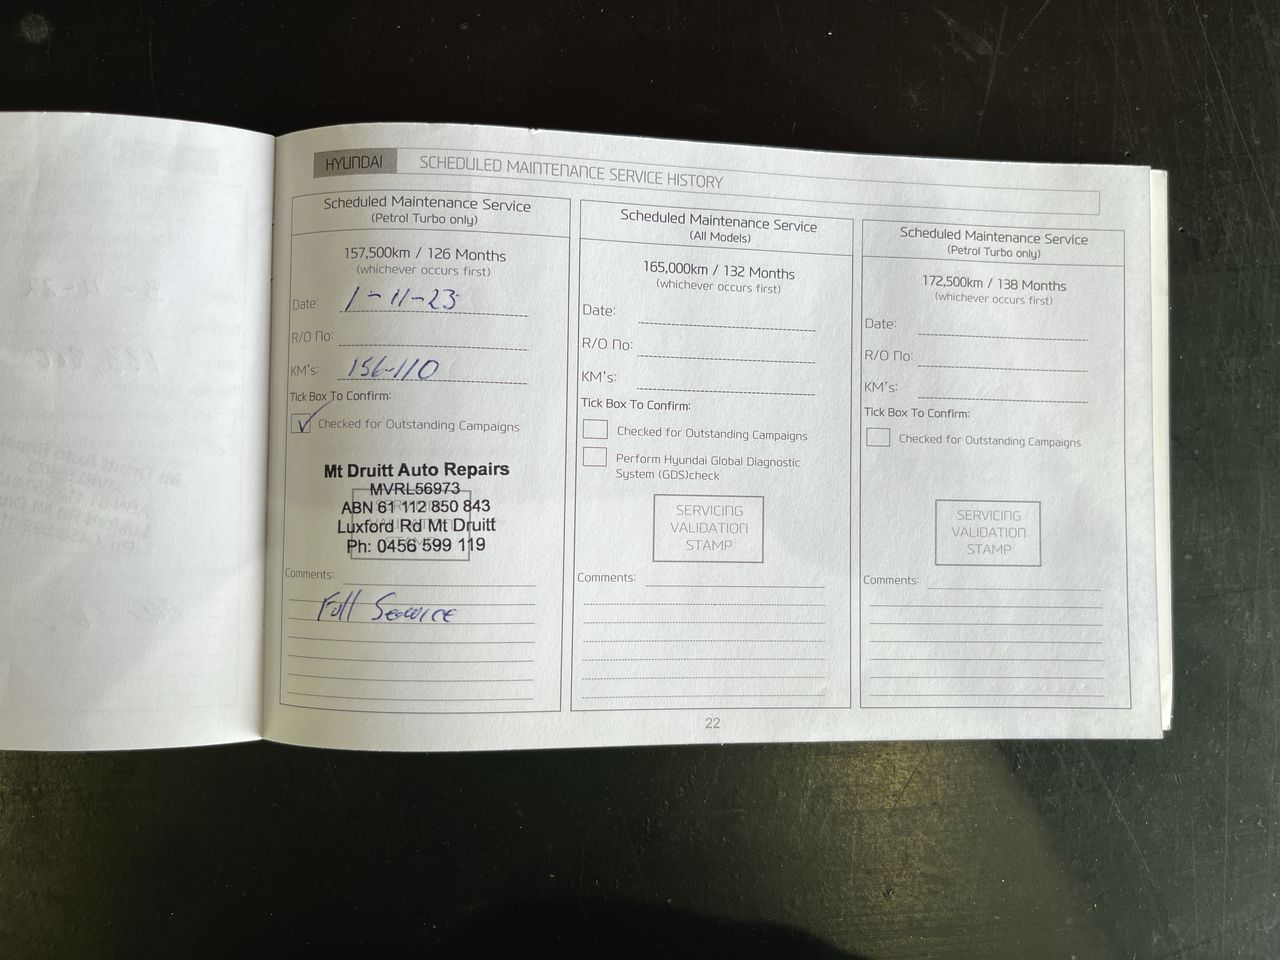 HYUNDAI SCHEDULED MAINTENANCE SERVICE HISTORY
Scheduled Maintenance Service
(Petrol Turbo only)
157,500km / 126 Months
(whichever occurs first)
Date: 1-11-23
R/O No:
KM's: 156-110
Tick Box To Confirm:
Checked for Outstanding Campaigns
Mt Druitt Auto Repairs
MVRL56973
ABN 61 112 850 843
Luxford Rd Mt Druitt
Ph: 0456 599 119
Comments:
Full Service
Scheduled Maintenance Service
(All Models)
165,000km / 132 Months
(whichever occurs first)
Date:
R/O No:
KM's:
Tick Box To Confirm:
Checked for Outstanding Campaigns
Perform Hyundai Global Diagnostic
System (GDS)check
SERVICING
VALIDATION
STAMP
Comments:
Scheduled Maintenance Service
(Petrol Turbo only)
172,500km / 138 Months
(whichever occurs first)
Date:
R/O No:
KM's:
Tick Box To Confirm:
Checked for Outstanding Campaigns
SERVICING
VALIDATION
STAMP
Comments:
22